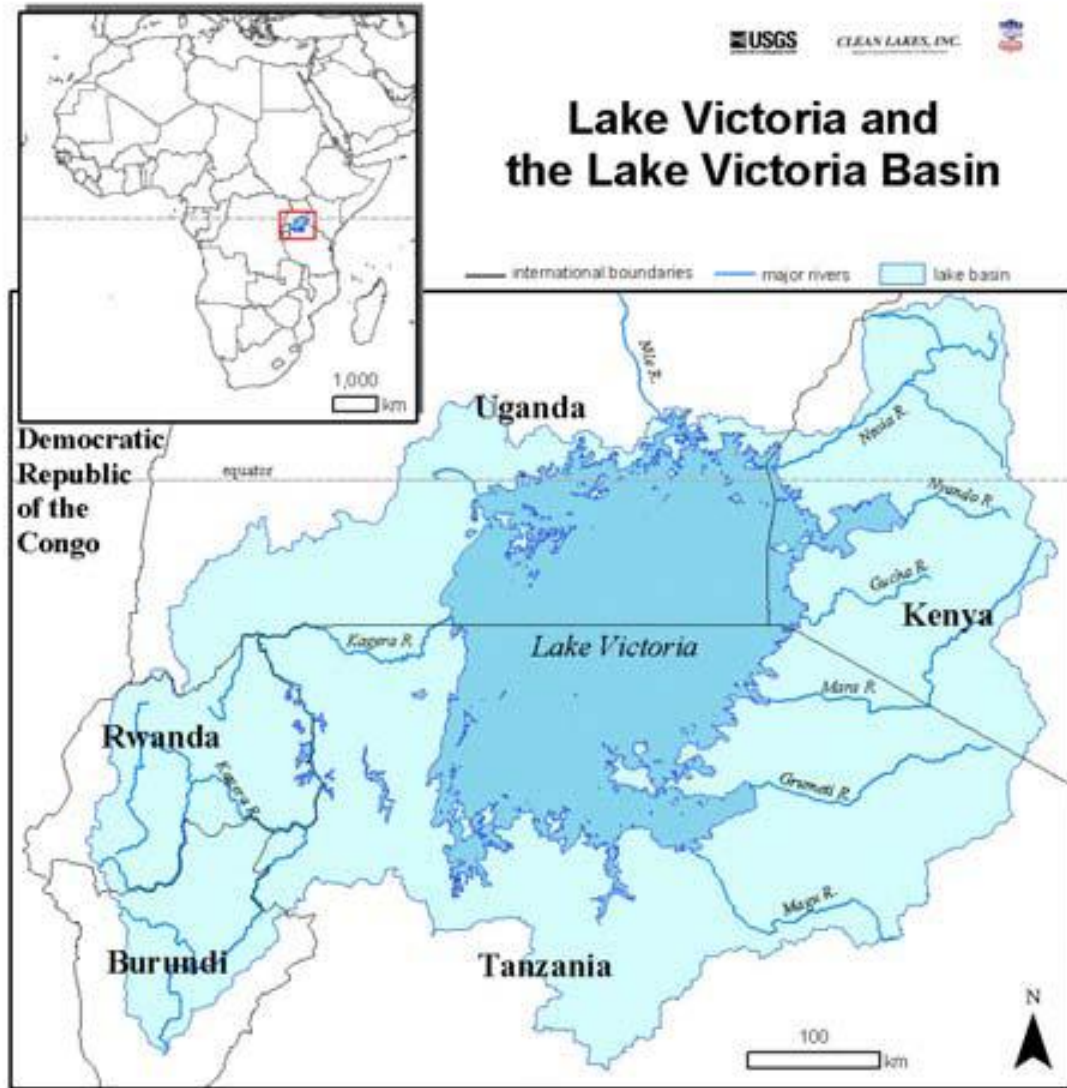 USGS
CLEAN LAKES, INC.
Lake Victoria and
the Lake Victoria Basin
international boundaries
major rivers
lake basin
1,000
km
Nile R.
Uganda
Democratic
Republic
of the
Congo
equator
Nzoia R.
Nyando R.
Gucha R.
Kenya
Kagera R.
Lake Victoria
Mara R.
Rwanda
Kagera R.
Grumeti R.
Magu R.
Burundi
Tanzania
N
100
km